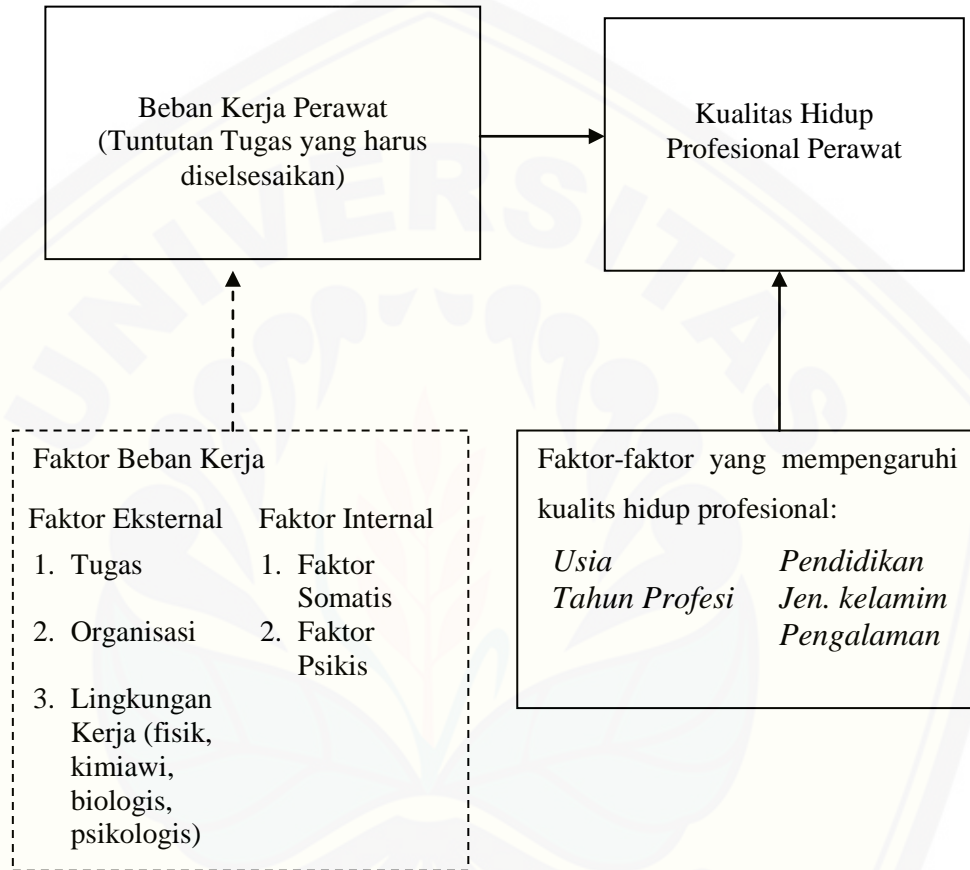 Beban Kerja Perawat
(Tuntutan Tugas yang harus
diselsesaikan)
Kualitas Hidup
Profesional Perawat
UNIVERSITAS
Faktor Beban Kerja
Faktor Eksternal
1. Tugas
2. Organisasi
3. Lingkungan
Kerja (fisik,
kimiawi,
biologis,
psikologis)
Faktor Internal
1. Faktor
Somatis
2. Faktor
Psikis
Faktor-faktor yang mempengaruhi
kualits hidup profesional:
Usia
Tahun Profesi
Pendidikan
Jen. kelamim
Pengalaman